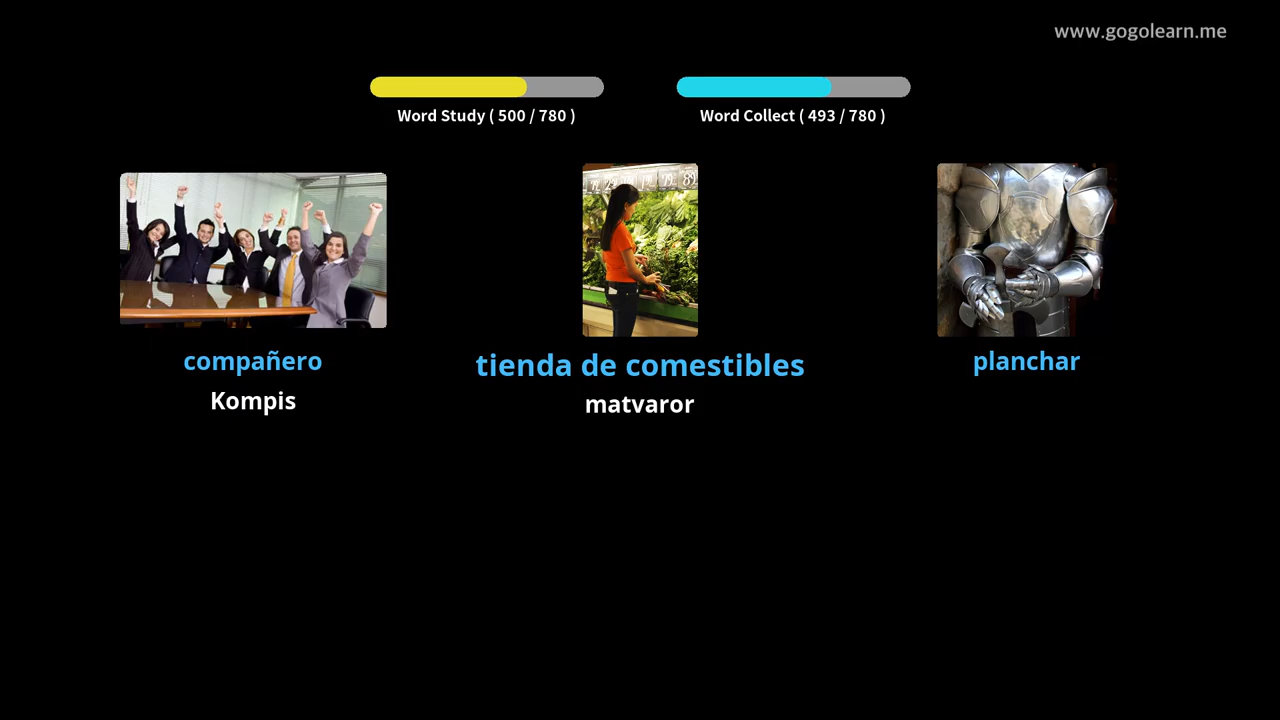 www.gogolearn.me
Word Study ( 500 / 780 )
Word Collect ( 493 / 780 )
compañero
tienda de comestibles
planchar
Kompis
matvaror